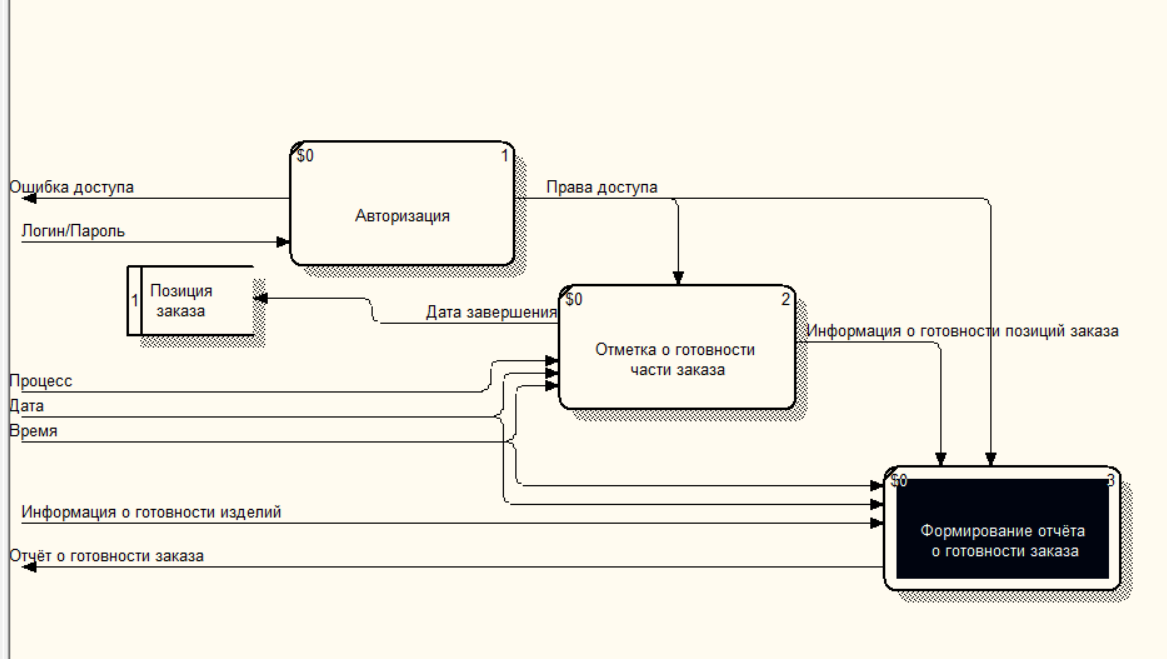 $0 1
Ошибка доступа
Права доступа
Авторизация
Логин/Пароль
1
Позиция
заказа
$0 2
Дата завершения
Информация о готовности позиций заказа
Отметка о готовности
части заказа
Процесс
Дата
Время
$0 3
Информация о готовности изделий
Формирование отчёта
о готовности заказа
Отчёт о готовности заказа